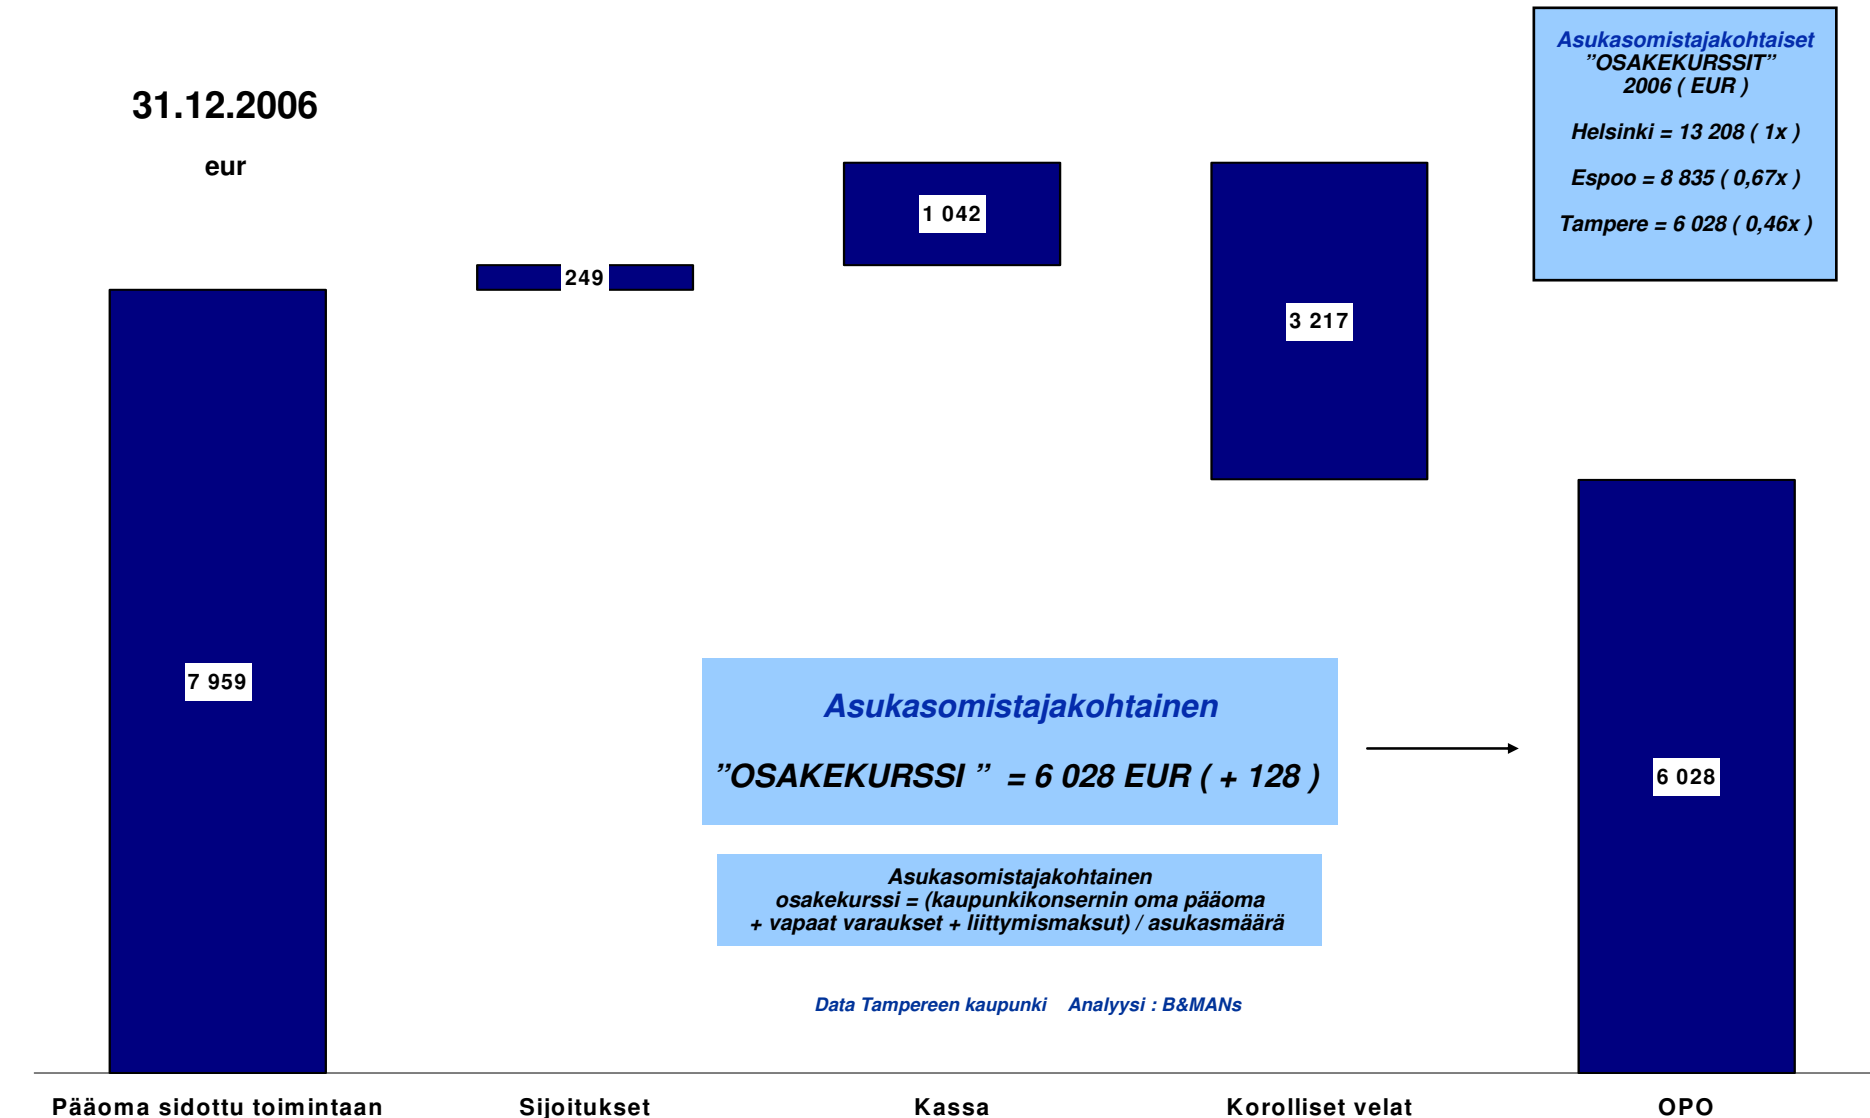 31.12.2006
eur
Asukasomistajakohtaiset
”OSAKEKURSSIT”
2006 ( EUR )
Helsinki = 13 208 ( 1x )
Espoo = 8 835 ( 0,67x )
Tampere = 6 028 ( 0,46x )
1 042
249
3 217
7 959
6 028
Asukasomistajakohtainen
”OSAKEKURSSI ” = 6 028 EUR ( + 128 )
Asukasomistajakohtainen
osakekurssi = (kaupunkikonsernin oma pääoma
+ vapaat varaukset + liittymismaksut) / asukasmäärä
Data Tampereen kaupunki Analyysi : B&MANs
Pääoma sidottu toimintaan
Sijoitukset
Kassa
Korolliset velat
OPO